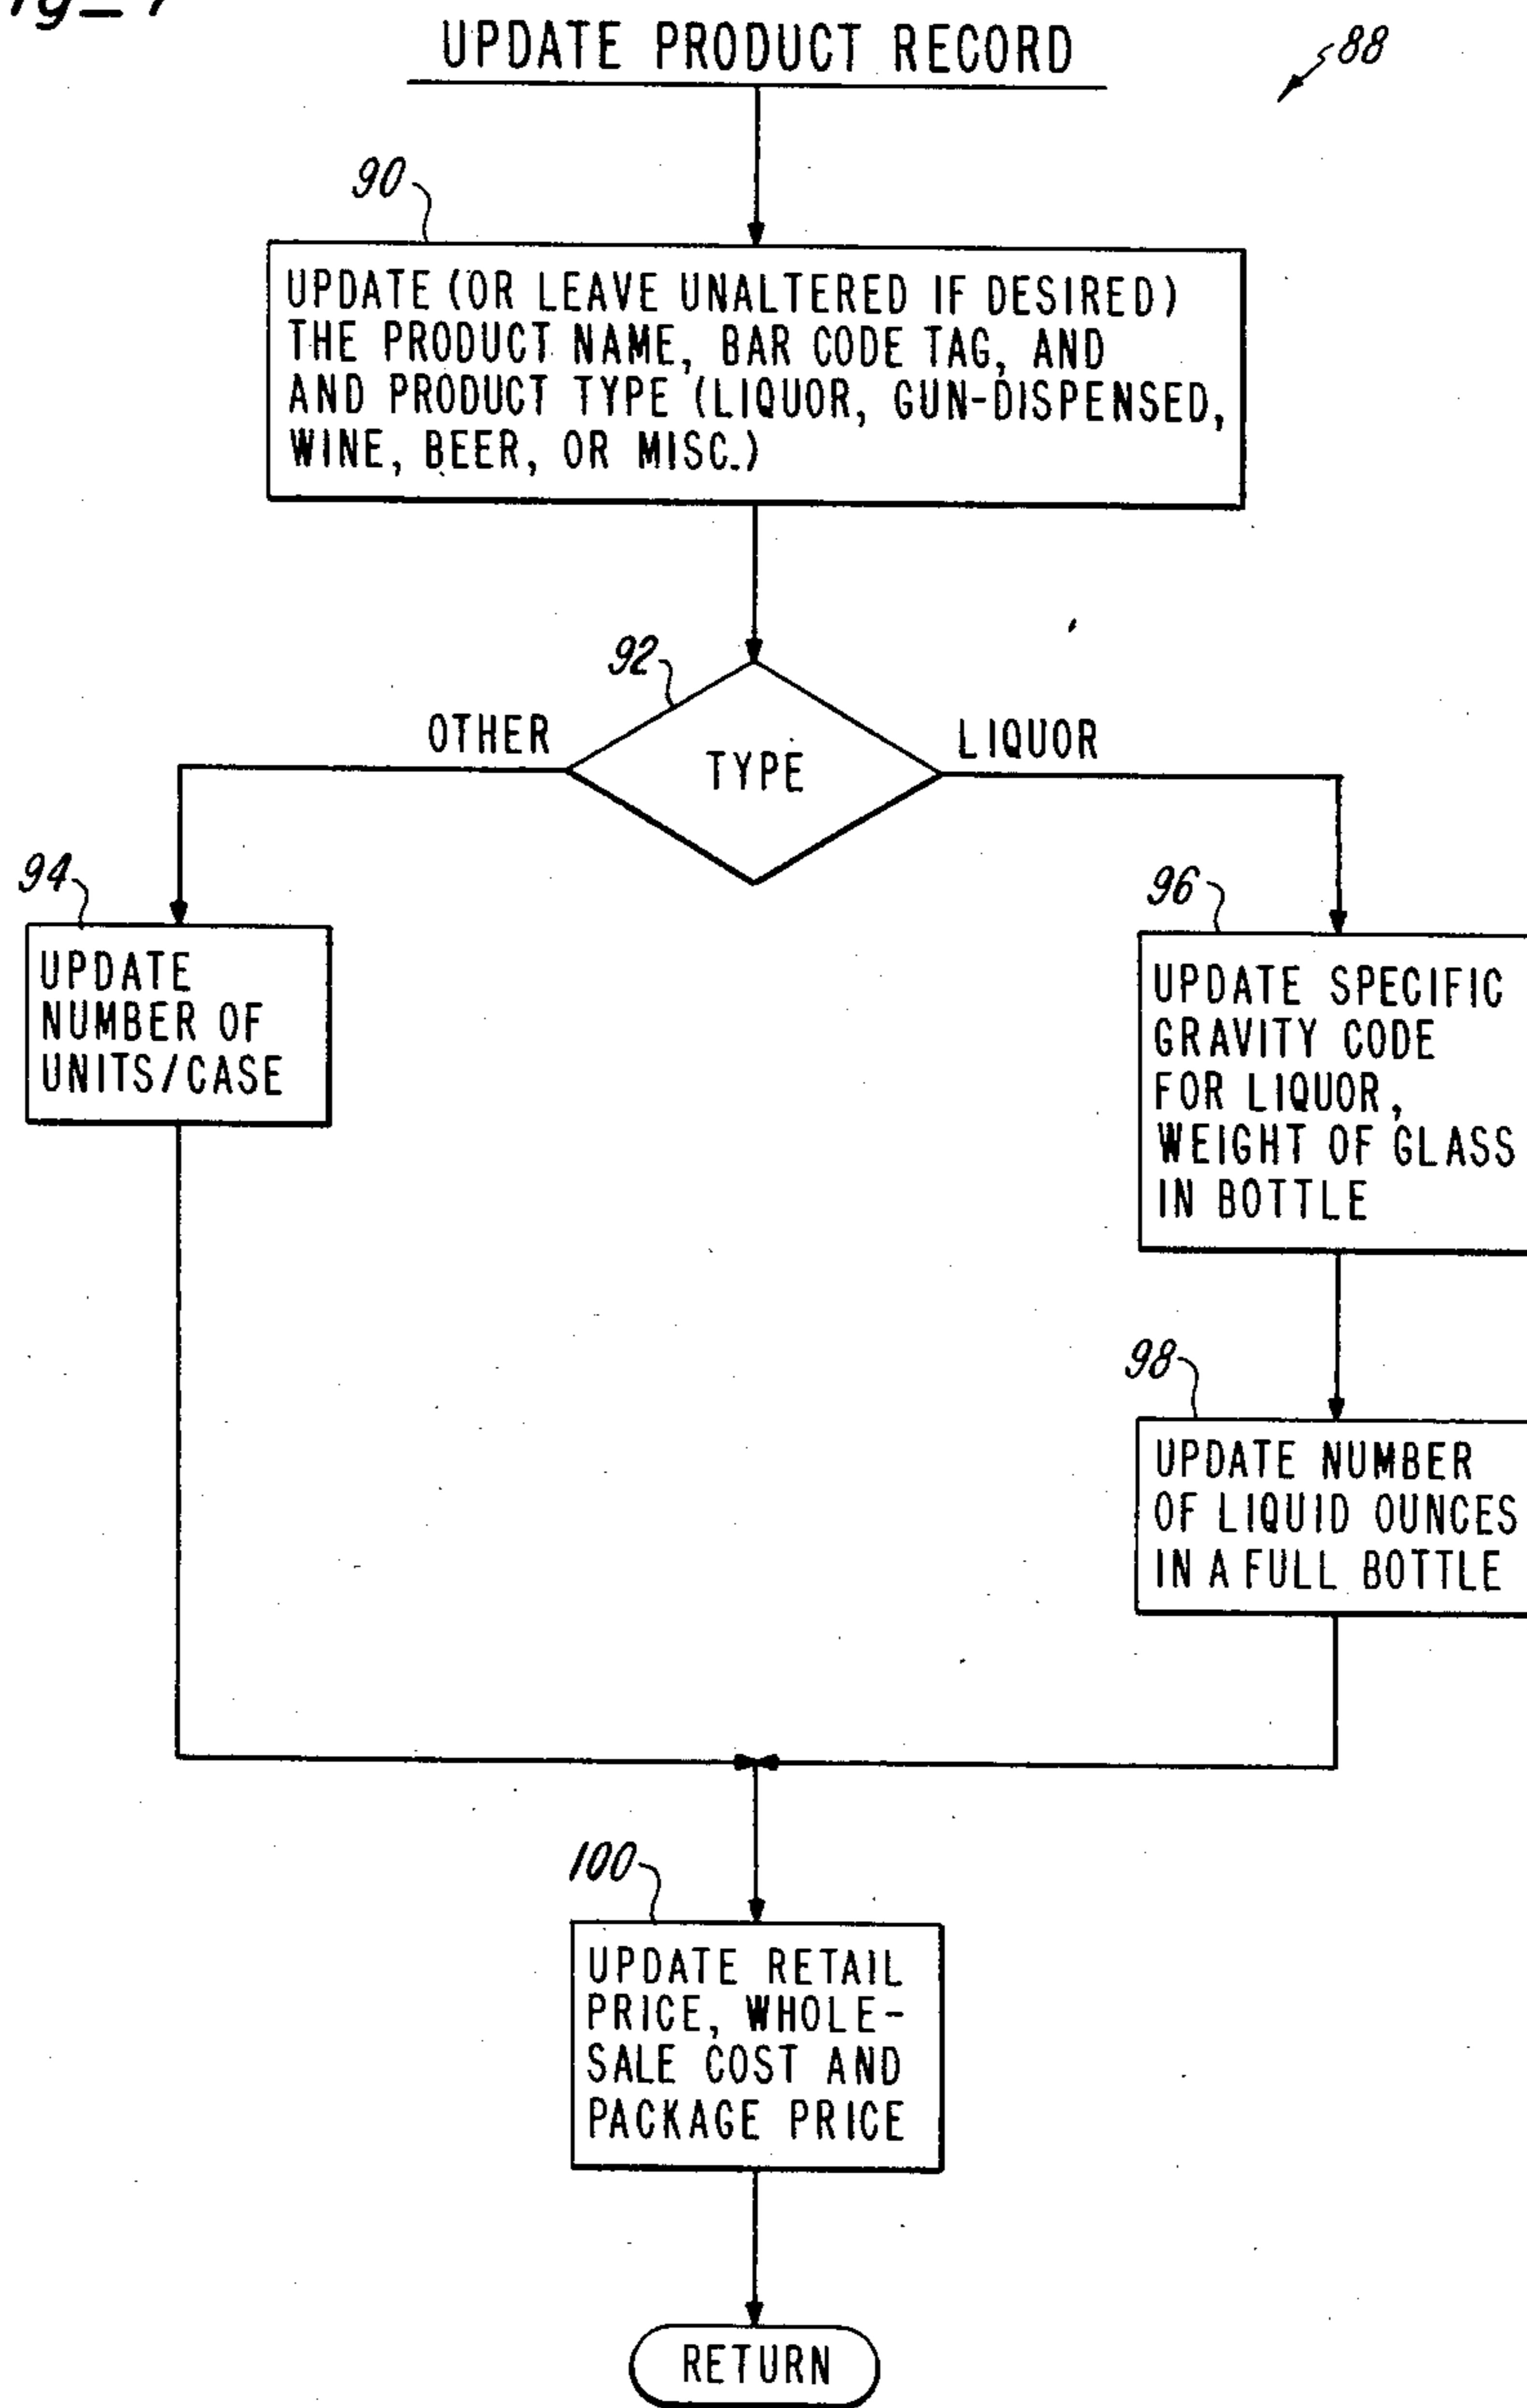 UPDATE PRODUCT RECORD
88
90
UPDATE (OR LEAVE UNALTERED IF DESIRED)
THE PRODUCT NAME, BAR CODE TAG, AND
AND PRODUCT TYPE (LIQUOR, GUN-DISPENSED,
WINE, BEER, OR MISC.)
92
OTHER
TYPE
LIQUOR
94
UPDATE
NUMBER OF
UNITS/CASE
96
UPDATE SPECIFIC
GRAVITY CODE
FOR LIQUOR,
WEIGHT OF GLASS
IN BOTTLE
98
UPDATE NUMBER
OF LIQUID OUNCES
IN A FULL BOTTLE
100
UPDATE RETAIL
PRICE, WHOLE-
SALE COST AND
PACKAGE PRICE
RETURN